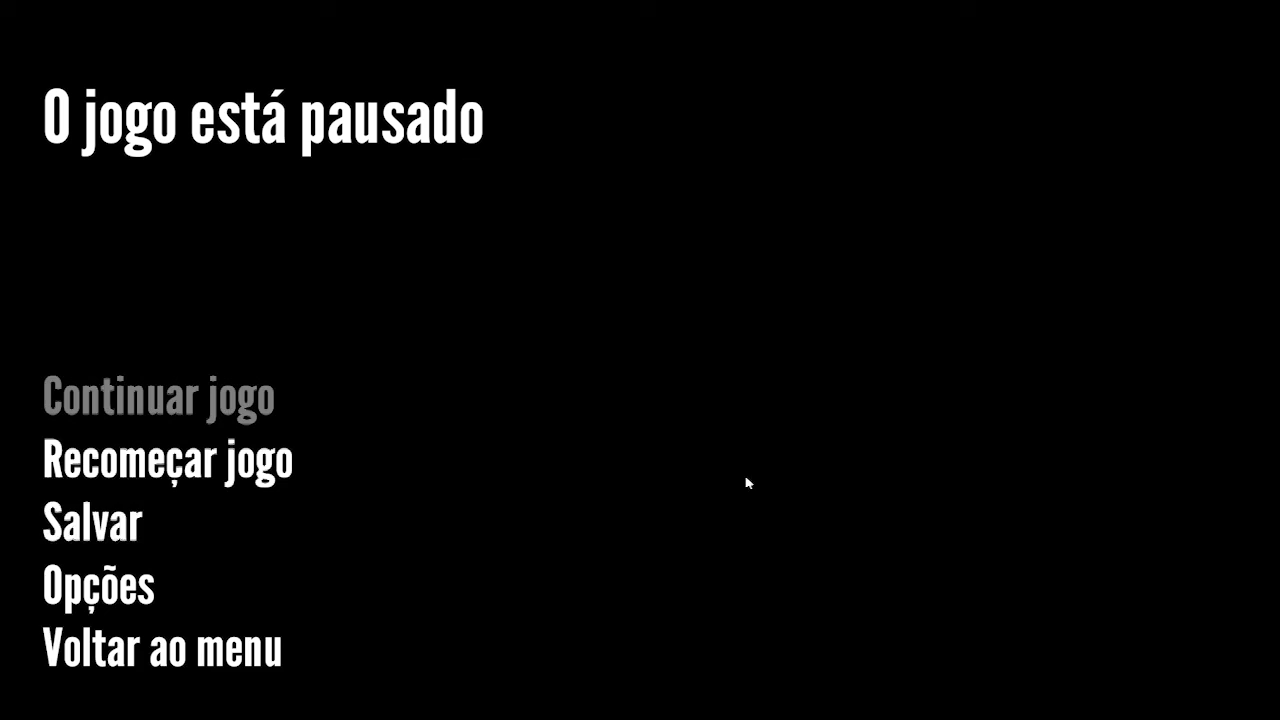 O jogo está pausado
Continuar jogo
Recomeçar jogo
Salvar
Opções
Voltar ao menu